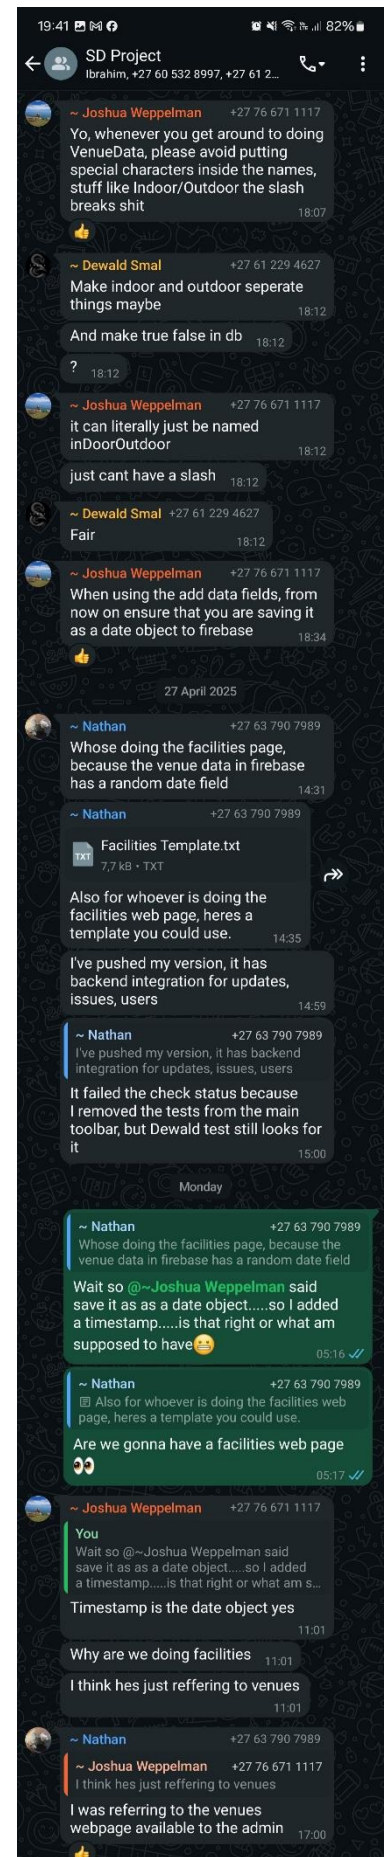 19:41
82%
SD Project
Ibrahim, +27 60 532 8997, +27 61 2...
~ Joshua Weppelman +27 76 671 1117
Yo, whenever you get around to doing
VenueData, please avoid putting
special characters inside the names,
stuff like Indoor/Outdoor the slash
breaks shit
18:07
~ Dewald Smal +27 61 229 4627
Make indoor and outdoor seperate
things maybe
18:12
And make true false in db
18:12
?
18:12
~ Joshua Weppelman +27 76 671 1117
it can literally just be named
inDoorOutdoor
18:12
just cant have a slash
18:12
~ Dewald Smal +27 61 229 4627
Fair
18:12
~ Joshua Weppelman +27 76 671 1117
When using the add data fields, from
now on ensure that you are saving it
as a date object to firebase
18:34
27 April 2025
~ Nathan +27 63 790 7989
Whose doing the facilities page,
because the venue data in firebase
has a random date field
14:31
~ Nathan +27 63 790 7989
TXT
Facilities Template.txt
7,7 kB • TXT
Also for whoever is doing the
facilities web page, heres a
template you could use.
14:35
I've pushed my version, it has
backend integration for updates,
issues, users
14:59
~ Nathan +27 63 790 7989
I've pushed my version, it has backend
integration for updates, issues, users
It failed the check status because
I removed the tests from the main
toolbar, but Dewald test still looks for
it
15:00
Monday
~ Nathan +27 63 790 7989
Whose doing the facilities page, because the
venue data in firebase has a random date field
Wait so @~Joshua Weppelman said
save it as as a date object.....so I added
a timestamp.....is that right or what am
supposed to have😬
05:16
~ Nathan +27 63 790 7989
Also for whoever is doing the facilities web
page, heres a template you could use.
Are we gonna have a facilities web page
👀
05:17
~ Joshua Weppelman +27 76 671 1117
You
Wait so @~Joshua Weppelman said
save it as as a date object.....so I added
a timestamp.....is that right or what am s...
Timestamp is the date object yes
11:01
Why are we doing facilities
11:01
I think hes just reffering to venues
11:01
~ Nathan +27 63 790 7989
~ Joshua Weppelman +27 76 671 1117
I think hes just reffering to venues
I was referring to the venues
webpage available to the admin
17:00